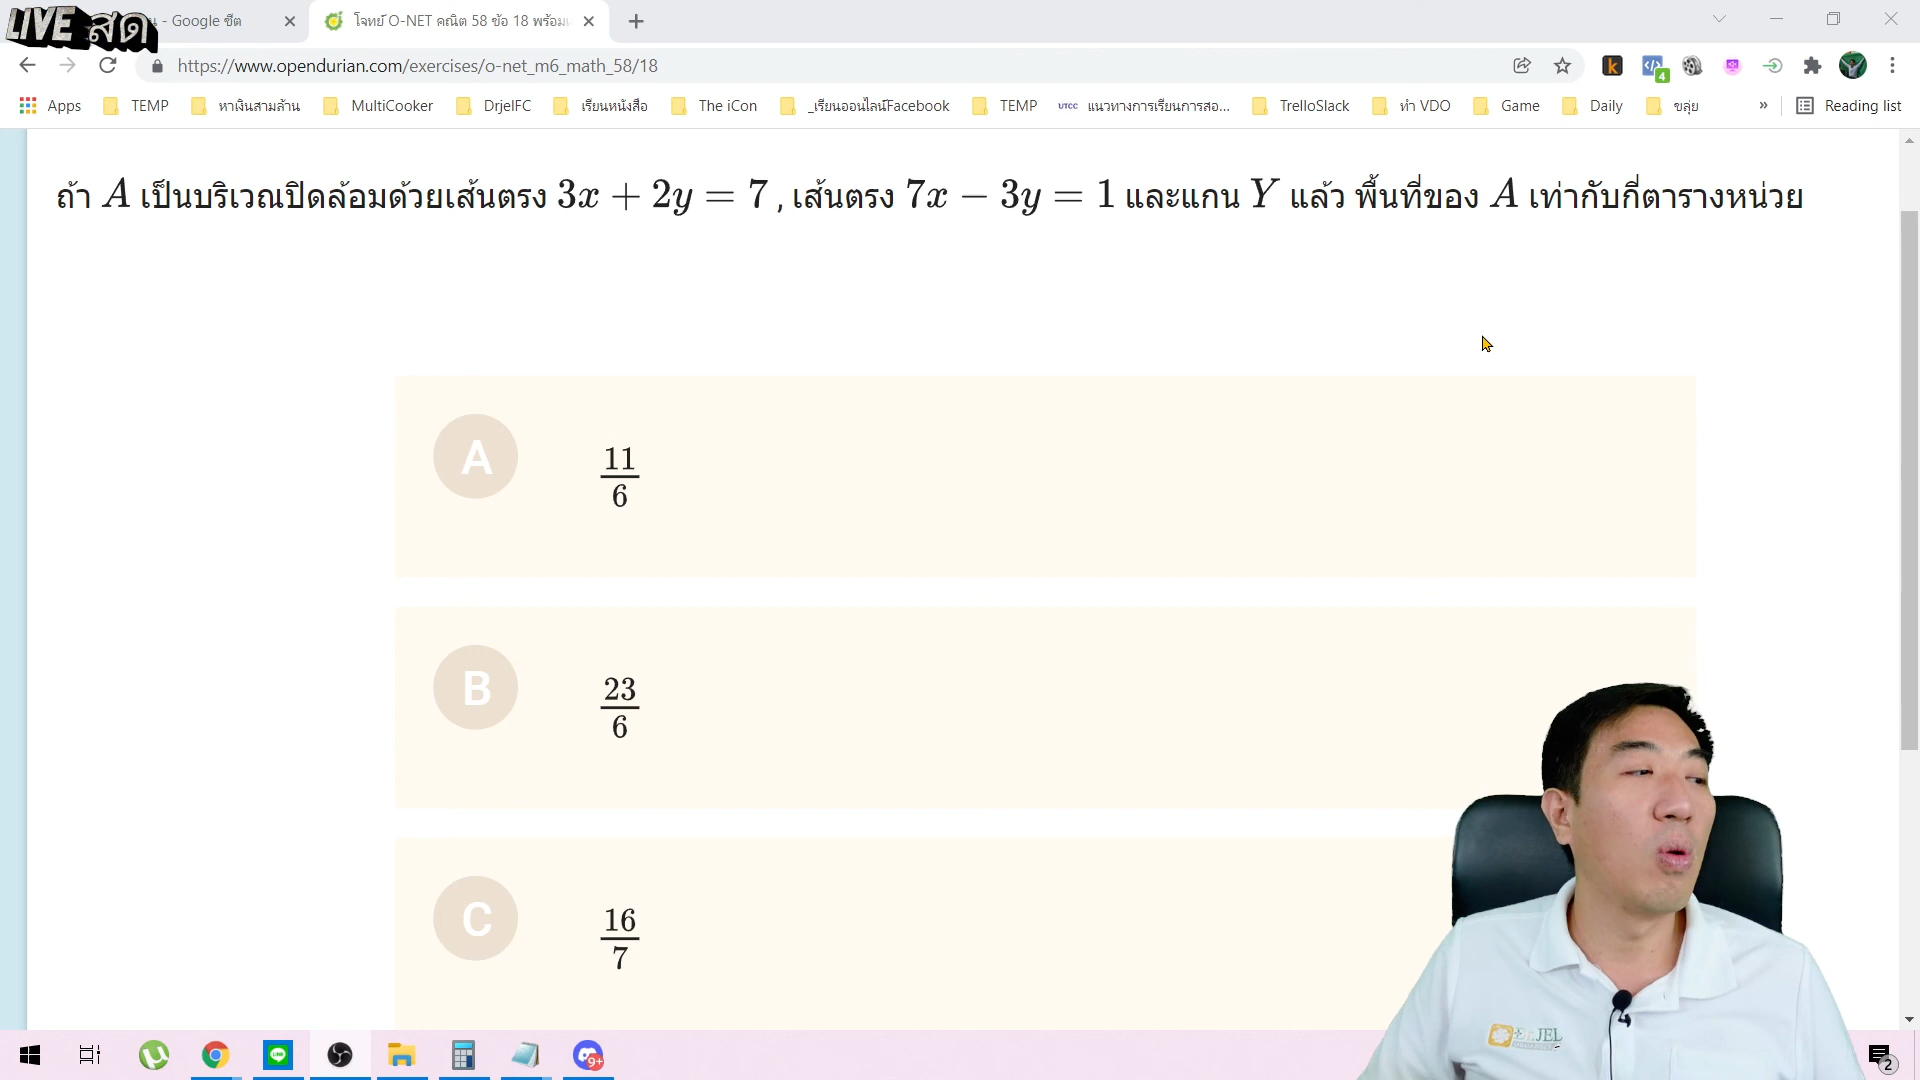 LIVE สด
น - Google ชีต
โจทย์ O-NET คณิต 58 ข้อ 18 พร้อม
https://www.opendurian.com/exercises/o-net_m6_math_58/18
Apps TEMP หาเงินสามล้าน MultiCooker DrjelFC เรียนหนังสือ The iCon _เรียนออนไลน์Facebook TEMP UTCC แนวทางการเรียนการสอ... TrelloSlack ทำ VDO Game Daily ขลุ่ย » Reading list
ถ้า A เป็นบริเวณปิดล้อมด้วยเส้นตรง 3x + 2y = 7 , เส้นตรง 7x − 3y = 1 และแกน Y แล้ว พื้นที่ของ A เท่ากับกี่ตารางหน่วย
A 11/6
B 23/6
C 16/7
JEL
9+
2
4